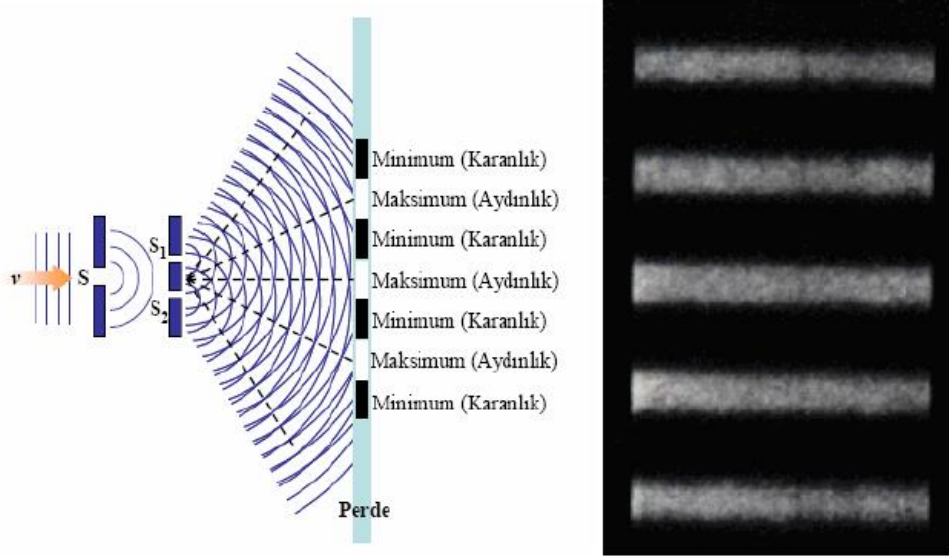 Minimum (Karanlık)
Maksimum (Aydınlık)
S₁
Minimum (Karanlık)
v
S
Maksimum (Aydınlık)
S₂
Minimum (Karanlık)
Maksimum (Aydınlık)
Minimum (Karanlık)
Perde